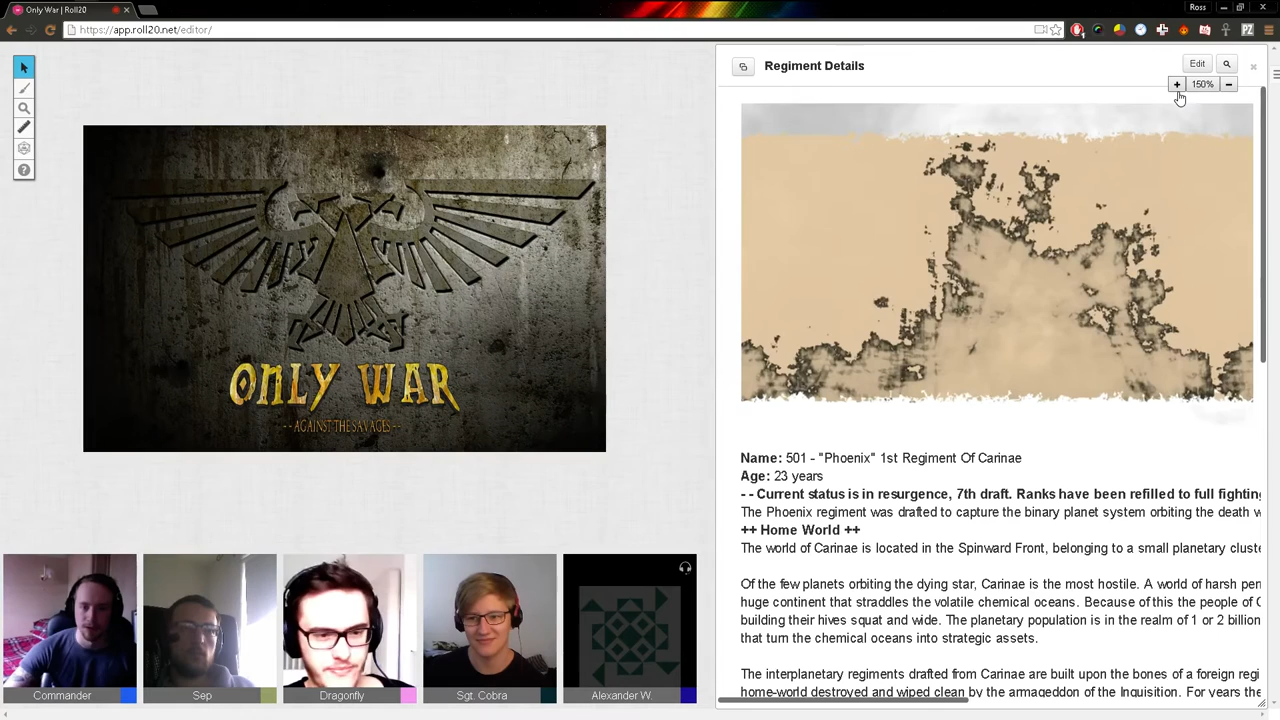 Only War | Roll20
Ross
https://app.roll20.net/editor/
Regiment Details
Edit
+ 150% −
ONLY WAR
-- AGAINST THE SAVAGES --
Name: 501 - "Phoenix" 1st Regiment Of Carinae
Age: 23 years
- - Current status is in resurgence, 7th draft. Ranks have been refilled to full fighting
The Phoenix regiment was drafted to capture the binary planet system orbiting the death
++ Home World ++
The world of Carinae is located in the Spinward Front, belonging to a small planetary
Of the few planets orbiting the dying star, Carinae is the most hostile. A world of harsh
huge continent that straddles the volatile chemical oceans. Because of this the people of
building their hives squat and wide. The planetary population is in the realm of 1 or 2 billion
that turn the chemical oceans into strategic assets.
The interplanetary regiments drafted from Carinae are built upon the bones of a foreign
home-world destroyed and wiped clean by the armageddon of the Inquisition. For years the
Commander
Sep
Dragonfly
Sgt. Cobra
Alexander W.